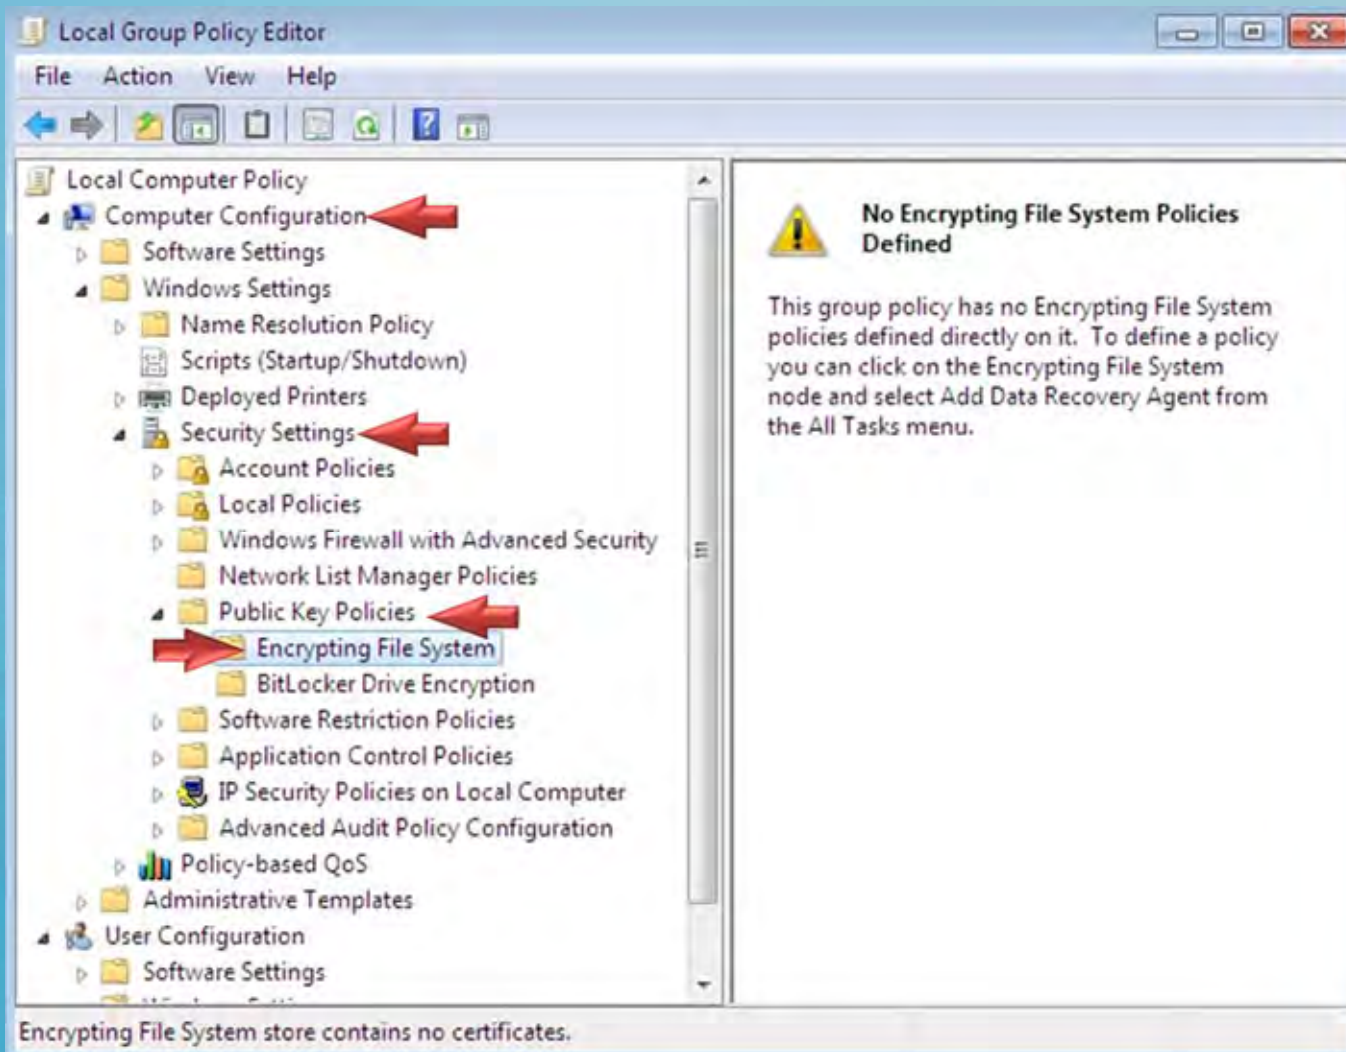 Local Group Policy Editor
File Action View Help
Local Computer Policy
Computer Configuration
Software Settings
Windows Settings
Name Resolution Policy
Scripts (Startup/Shutdown)
Deployed Printers
Security Settings
Account Policies
Local Policies
Windows Firewall with Advanced Security
Network List Manager Policies
Public Key Policies
Encrypting File System
BitLocker Drive Encryption
Software Restriction Policies
Application Control Policies
IP Security Policies on Local Computer
Advanced Audit Policy Configuration
Policy-based QoS
Administrative Templates
User Configuration
Software Settings
No Encrypting File System Policies
Defined
This group policy has no Encrypting File System
policies defined directly on it. To define a policy
you can click on the Encrypting File System
node and select Add Data Recovery Agent from
the All Tasks menu.
Encrypting File System store contains no certificates.